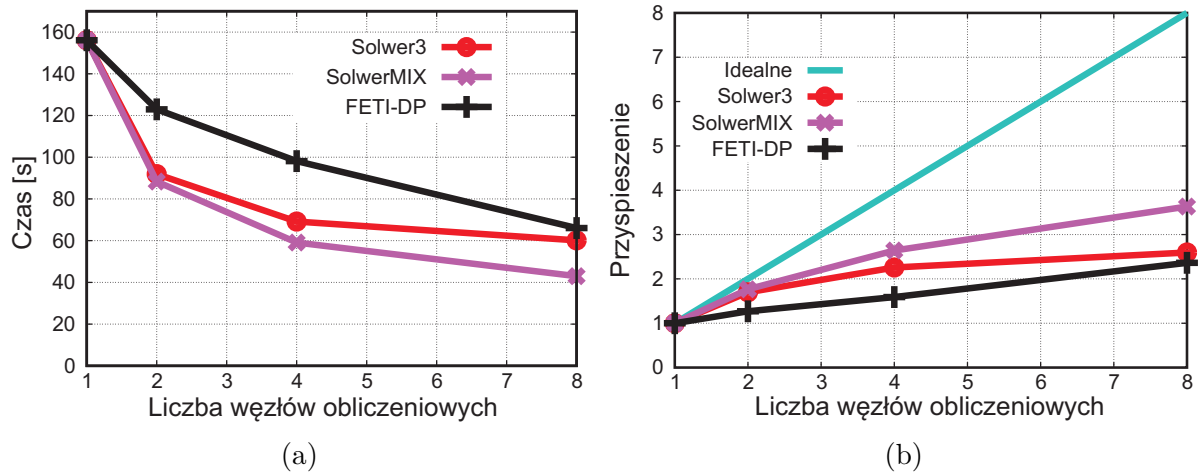 160
140
120
100
80
60
40
20
0
Czas [s]
1 2 3 4 5 6 7 8
Liczba węzłów obliczeniowych
Solwer3
SolwerMIX
FETI-DP
(a)
8
7
6
5
4
3
2
1
0
Przyspieszenie
1 2 3 4 5 6 7 8
Liczba węzłów obliczeniowych
Idealne
Solwer3
SolwerMIX
FETI-DP
(b)